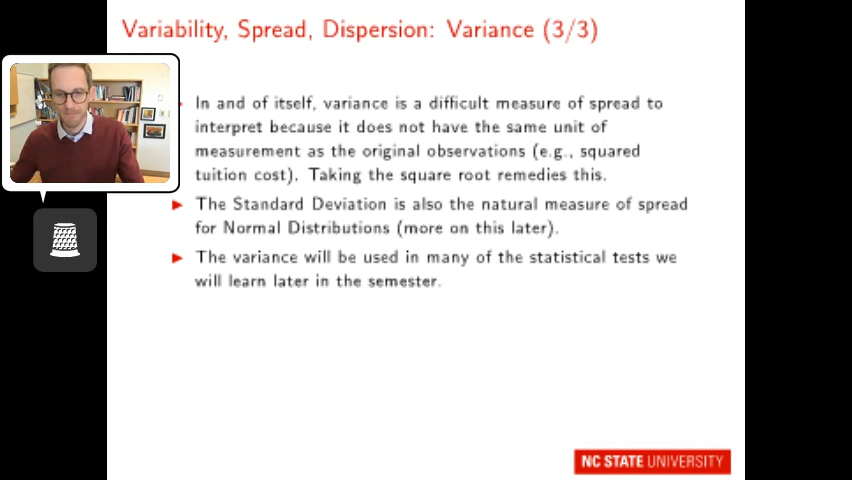 Variability, Spread, Dispersion: Variance (3/3)
In and of itself, variance is a difficult measure of spread to
interpret because it does not have the same unit of
measurement as the original observations (e.g., squared
tuition cost). Taking the square root remedies this.
The Standard Deviation is also the natural measure of spread
for Normal Distributions (more on this later).
The variance will be used in many of the statistical tests we
will learn later in the semester.
NC STATE UNIVERSITY